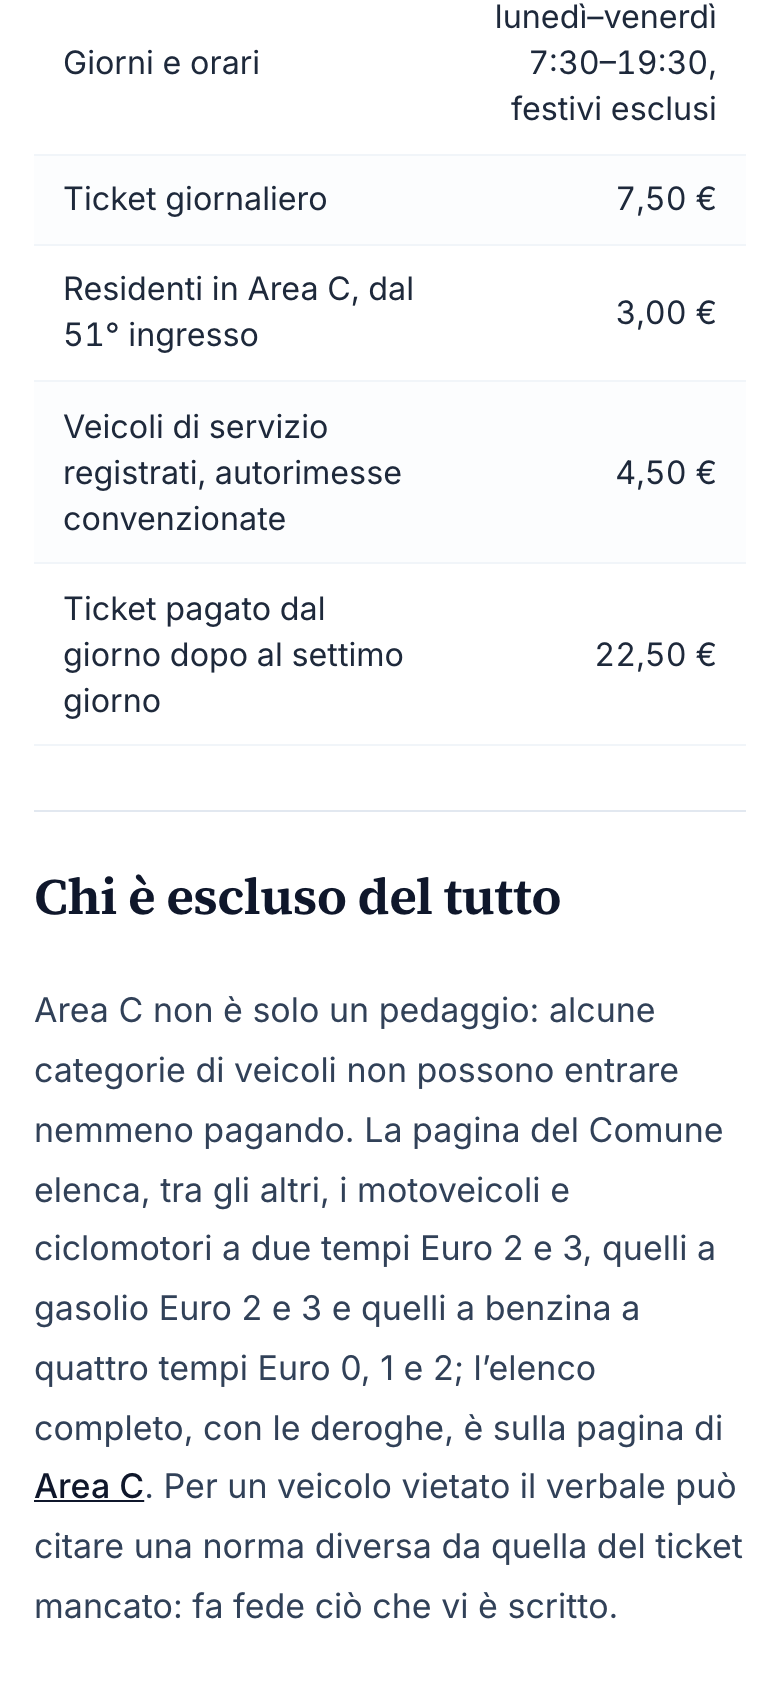 lunedì–venerdì
Giorni e orari 7:30–19:30,
festivi esclusi
Ticket giornaliero 7,50 €
Residenti in Area C, dal
51° ingresso 3,00 €
Veicoli di servizio
registrati, autorimesse 4,50 €
convenzionate
Ticket pagato dal
giorno dopo al settimo 22,50 €
giorno
Chi è escluso del tutto
Area C non è solo un pedaggio: alcune
categorie di veicoli non possono entrare
nemmeno pagando. La pagina del Comune
elenca, tra gli altri, i motoveicoli e
ciclomotori a due tempi Euro 2 e 3, quelli a
gasolio Euro 2 e 3 e quelli a benzina a
quattro tempi Euro 0, 1 e 2; l’elenco
completo, con le deroghe, è sulla pagina di
Area C. Per un veicolo vietato il verbale può
citare una norma diversa da quella del ticket
mancato: fa fede ciò che vi è scritto.